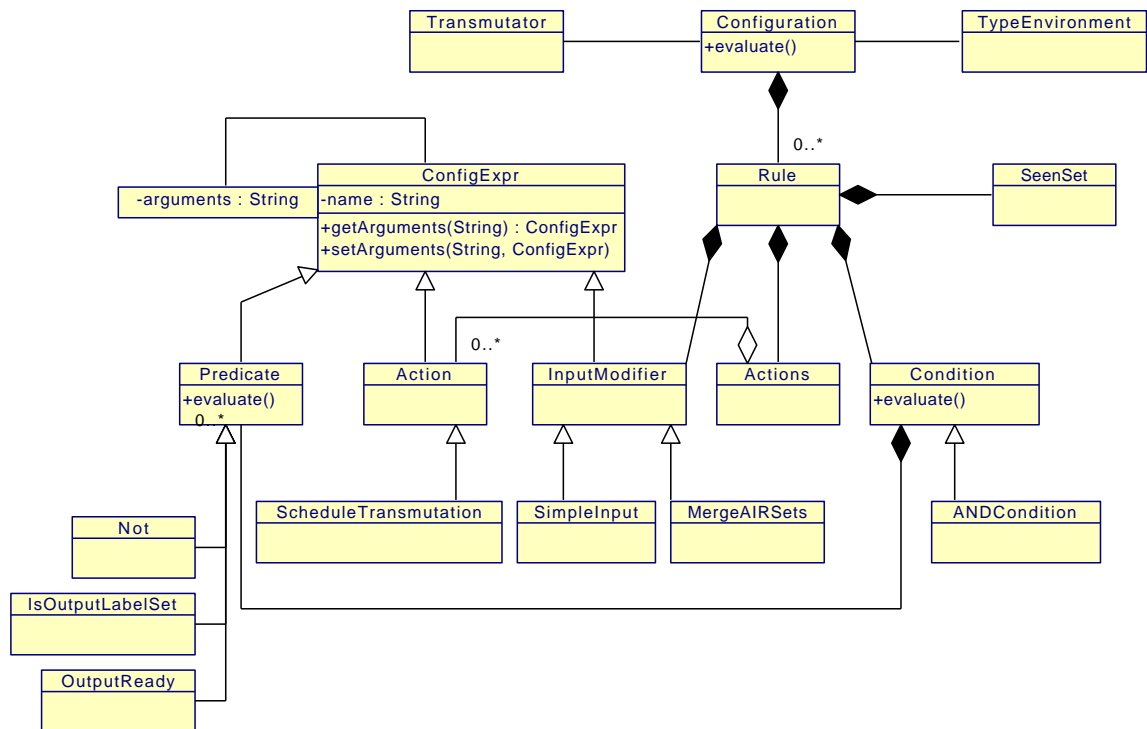 Transmutator
Configuration
+evaluate()
TypeEnvironment
0..*
ConfigExpr
-arguments : String
-name : String
+getArguments(String) : ConfigExpr
+setArguments(String, ConfigExpr)
Rule
SeenSet
0..*
Predicate
+evaluate()
0..*
Action
InputModifier
Actions
Condition
+evaluate()
ScheduleTransmutation
SimpleInput
MergeAIRSets
ANDCondition
Not
IsOutputLabelSet
OutputReady